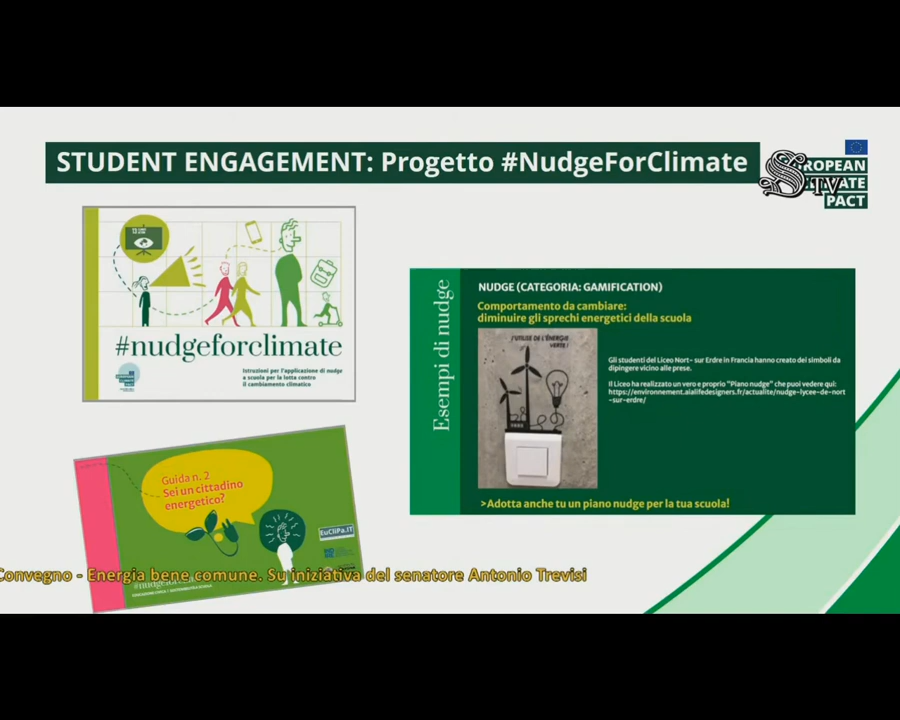 STUDENT ENGAGEMENT: Progetto #NudgeForClimate
EUROPEAN
CLIMATE
PACT
#nudgeforclimate
Istruzioni per l'applicazione di nudge
a scuola per la lotta contro
il cambiamento climatico
Esempi di nudge
NUDGE (CATEGORIA: GAMIFICATION)
Comportamento da cambiare:
diminuire gli sprechi energetici della scuola
J'UTILISE DE L'ÉNERGIE
VERTE!
Gli studenti del Liceo Nort- sur Erdre in Francia hanno creato dei simboli da
dipingere vicino alle prese.
Il Liceo ha realizzato un vero e proprio "Piano nudge" che puoi vedere qui:
https://environnement.aialifedesigners.fr/actualite/nudge-lycee-de-nort
-sur-erdre/
>Adotta anche tu un piano nudge per la tua scuola!
Guida n. 2
Sei un cittadino
energetico?
EuCliPa.IT
Convegno - Energia bene comune. Su iniziativa del senatore Antonio Trevisi